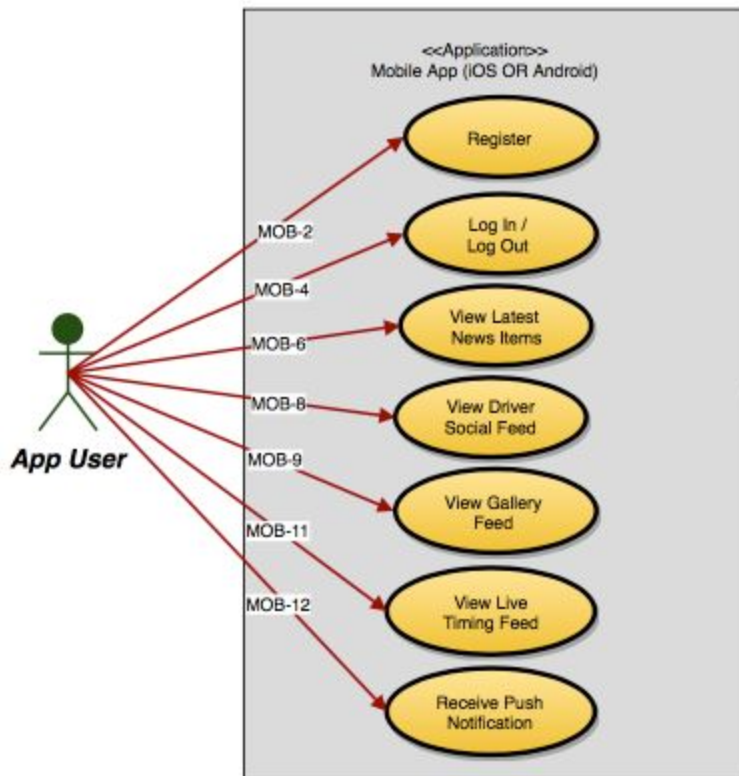 <<Application>>
Mobile App (iOS OR Android)
Register
MOB-2
Log In /
Log Out
MOB-4
View Latest
News Items
MOB-6
View Driver
Social Feed
MOB-8
App User
View Gallery
Feed
MOB-9
MOB-11
View Live
Timing Feed
MOB-12
Receive Push
Notification